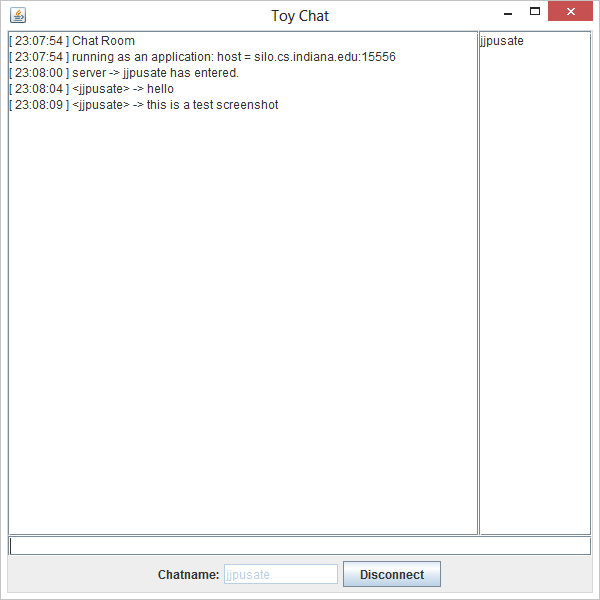 Toy Chat
[ 23:07:54 ] Chat Room
[ 23:07:54 ] running as an application: host = silo.cs.indiana.edu:15556
[ 23:08:00 ] server -> jjpusate has entered.
[ 23:08:04 ] <jjpusate> -> hello
[ 23:08:09 ] <jjpusate> -> this is a test screenshot
jjpusate
Chatname: jjpusate Disconnect